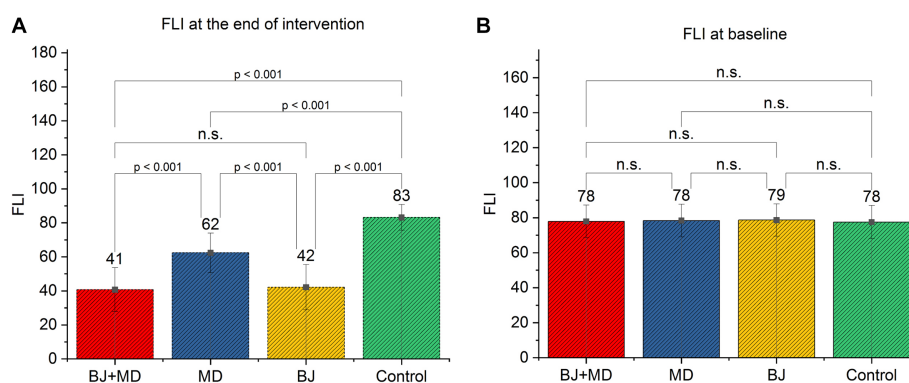 A
FLI at the end of intervention
FLI
180
160
140
120
100
80
60
40
20
0
p < 0.001
p < 0.001
n.s.
p < 0.001
p < 0.001
p < 0.001
41
62
42
83
BJ+MD
MD
BJ
Control
B
FLI at baseline
FLI
160
140
120
100
80
60
40
20
0
n.s.
n.s.
n.s.
n.s.
n.s.
n.s.
78
78
79
78
BJ+MD
MD
BJ
Control